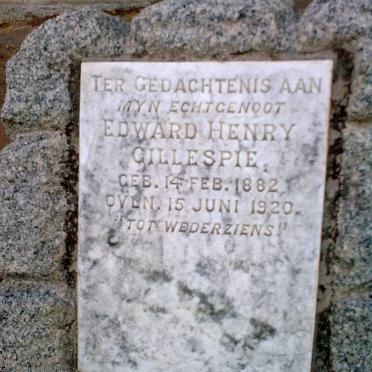 TER GEDACHTENIS AAN
MYN ECHTGENOOT
EDWARD HENRY
GILLESPIE,
GEB. 14 FEB. 1882.
OVLN. 15 JUNI 1920.
"TOT WEDERZIENS!"